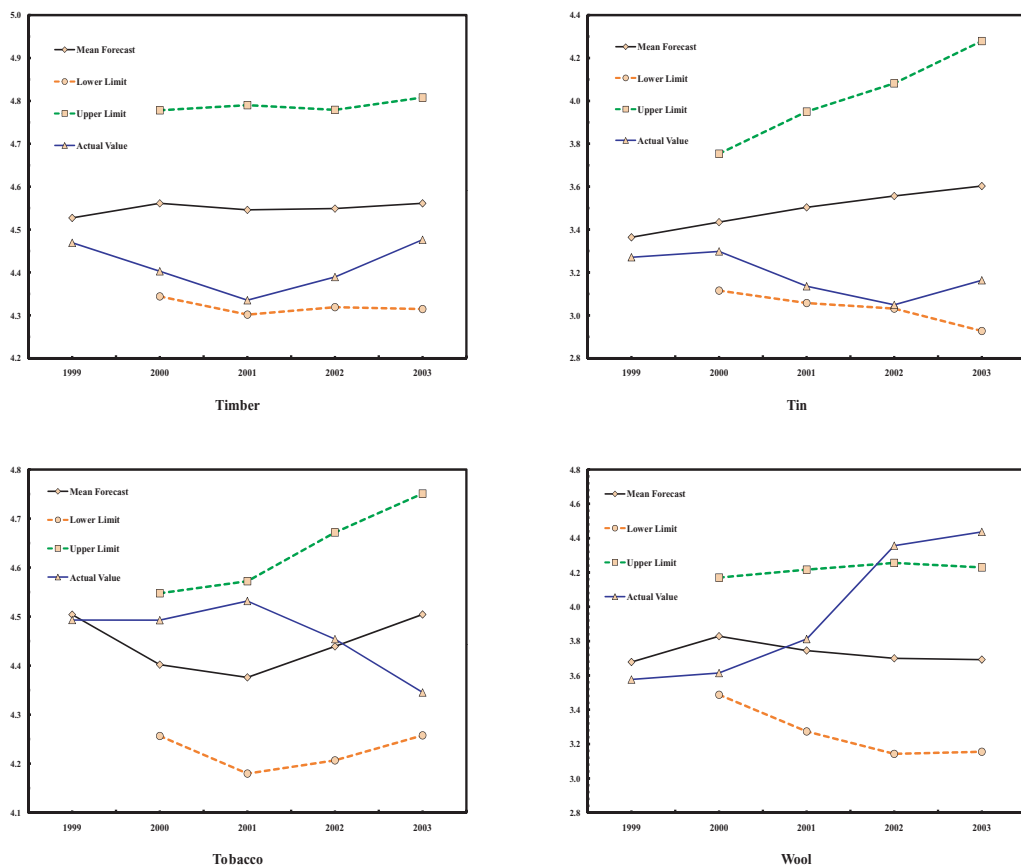 5.0
4.9
4.8
4.7
4.6
4.5
4.4
4.3
4.2
Mean Forecast
Lower Limit
Upper Limit
Actual Value
1999 2000 2001 2002 2003
Timber
4.4
4.2
4.0
3.8
3.6
3.4
3.2
3.0
2.8
Mean Forecast
Lower Limit
Upper Limit
Actual Value
1999 2000 2001 2002 2003
Tin
4.8
4.7
4.6
4.5
4.4
4.3
4.2
4.1
Mean Forecast
Lower Limit
Upper Limit
Actual Value
1999 2000 2001 2002 2003
Tobacco
4.8
4.6
4.4
4.2
4.0
3.8
3.6
3.4
3.2
3.0
2.8
Mean Forecast
Lower Limit
Upper Limit
Actual Value
1999 2000 2001 2002 2003
Wool